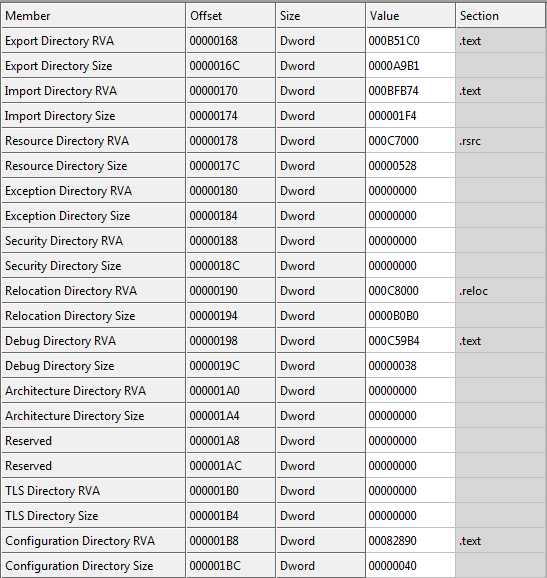 Member Offset Size Value Section
Export Directory RVA 00000168 Dword 000B51C0 .text
Export Directory Size 0000016C Dword 0000A9B1
Import Directory RVA 00000170 Dword 000BFB74 .text
Import Directory Size 00000174 Dword 000001F4
Resource Directory RVA 00000178 Dword 000C7000 .rsrc
Resource Directory Size 0000017C Dword 00000528
Exception Directory RVA 00000180 Dword 00000000
Exception Directory Size 00000184 Dword 00000000
Security Directory RVA 00000188 Dword 00000000
Security Directory Size 0000018C Dword 00000000
Relocation Directory RVA 00000190 Dword 000C8000 .reloc
Relocation Directory Size 00000194 Dword 0000B0B0
Debug Directory RVA 00000198 Dword 000C59B4 .text
Debug Directory Size 0000019C Dword 00000038
Architecture Directory RVA 000001A0 Dword 00000000
Architecture Directory Size 000001A4 Dword 00000000
Reserved 000001A8 Dword 00000000
Reserved 000001AC Dword 00000000
TLS Directory RVA 000001B0 Dword 00000000
TLS Directory Size 000001B4 Dword 00000000
Configuration Directory RVA 000001B8 Dword 00082890 .text
Configuration Directory Size 000001BC Dword 00000040